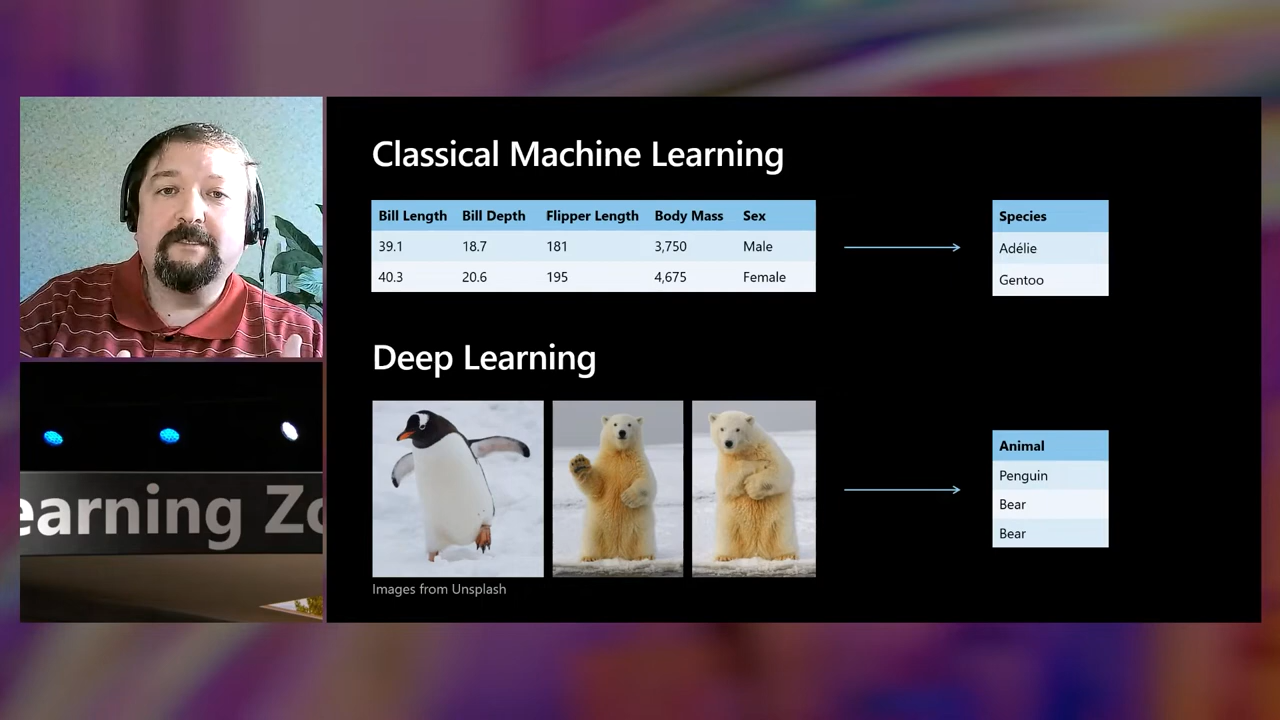 Classical Machine Learning
Bill Length Bill Depth Flipper Length Body Mass Sex
39.1 18.7 181 3,750 Male
40.3 20.6 195 4,675 Female
Species
Adélie
Gentoo
Deep Learning
Images from Unsplash
Animal
Penguin
Bear
Bear
earning Zo